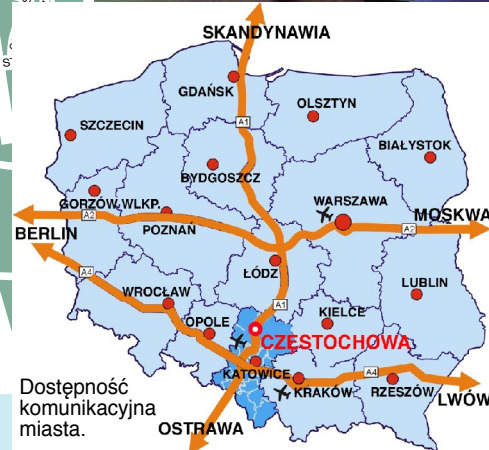 SKANDYNAWIA
GDAŃSK
OLSZTYN
A1
SZCZECIN
BIAŁYSTOK
BYDGOSZCZ
GORZÓW WLKP.
WARSZAWA
A2
MOSKWA
BERLIN
POZNAŃ
A2
A4
ŁÓDZ
WROCŁAW
A1
LUBLIN
OPOLE
KIELCE
CZĘSTOCHOWA
KATOWICE
A4
KRAKÓW
RZESZÓW
LWÓW
Dostępność
komunikacyjna
miasta.
OSTRAWA